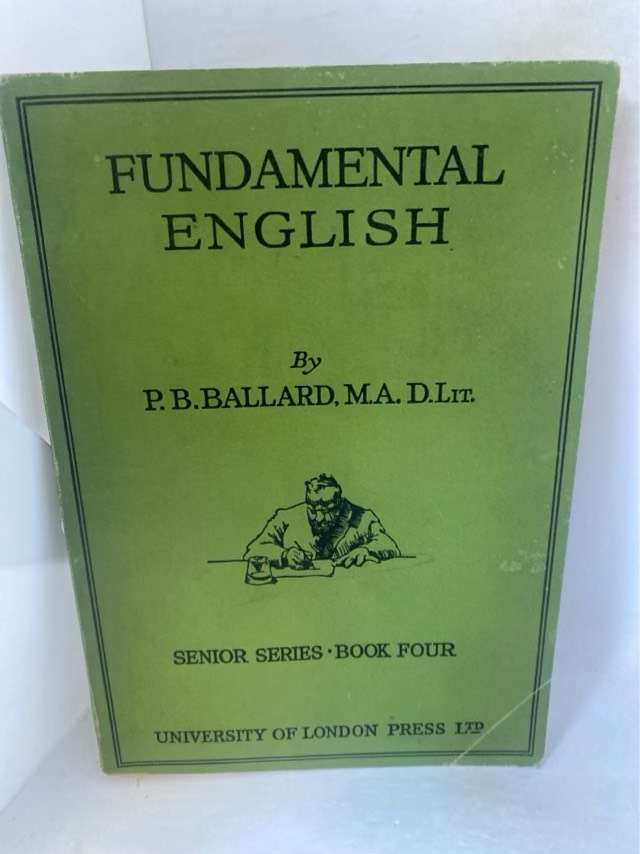 FUNDAMENTAL
ENGLISH
By
P. B. BALLARD, M.A. D.LIT.
SENIOR SERIES · BOOK FOUR
UNIVERSITY OF LONDON PRESS LTD